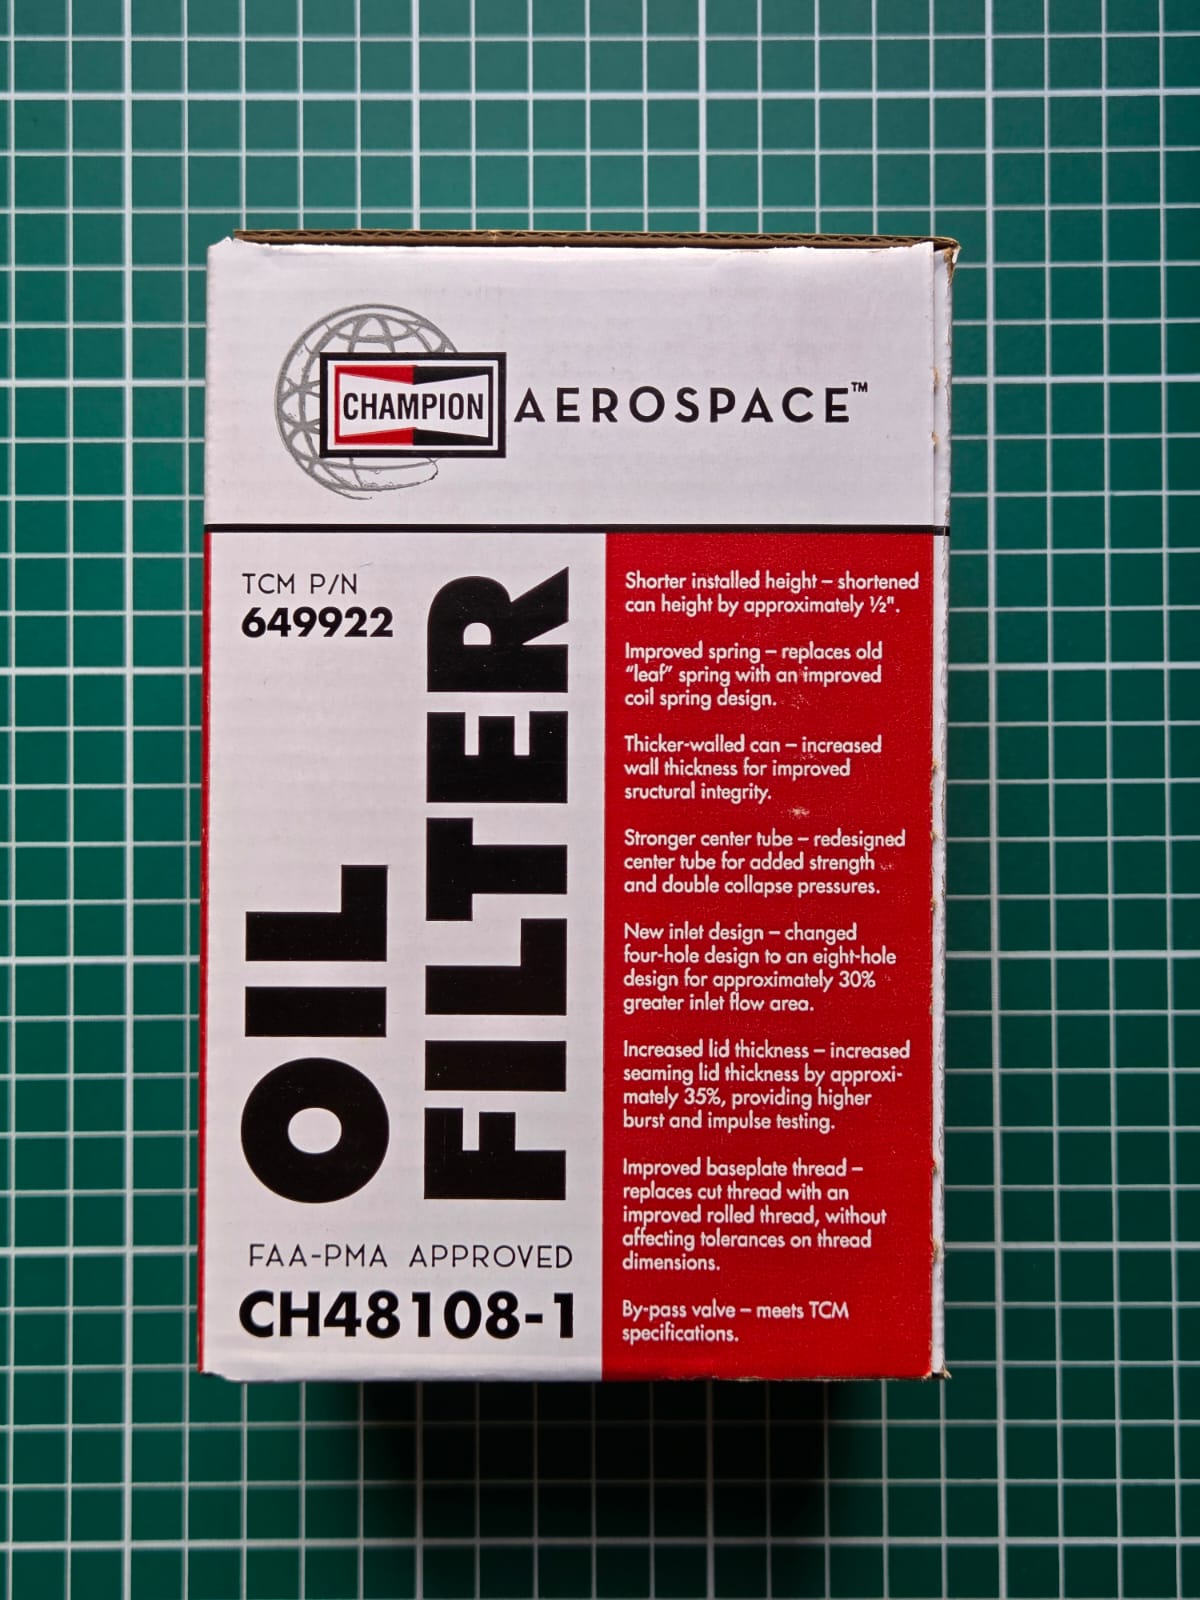 CHAMPION AEROSPACE™
TCM P/N
649922
OIL
FILTER
FAA-PMA APPROVED
CH48108-1
Shorter installed height – shortened
can height by approximately ½".
Improved spring – replaces old
“leaf” spring with an improved
coil spring design.
Thicker-walled can – increased
wall thickness for improved
sructural integrity.
Stronger center tube – redesigned
center tube for added strength
and double collapse pressures.
New inlet design – changed
four-hole design to an eight-hole
design for approximately 30%
greater inlet flow area.
Increased lid thickness – increased
seaming lid thickness by approxi-
mately 35%, providing higher
burst and impulse testing.
Improved baseplate thread –
replaces cut thread with an
improved rolled thread, without
affecting tolerances on thread
dimensions.
By-pass valve – meets TCM
specifications.